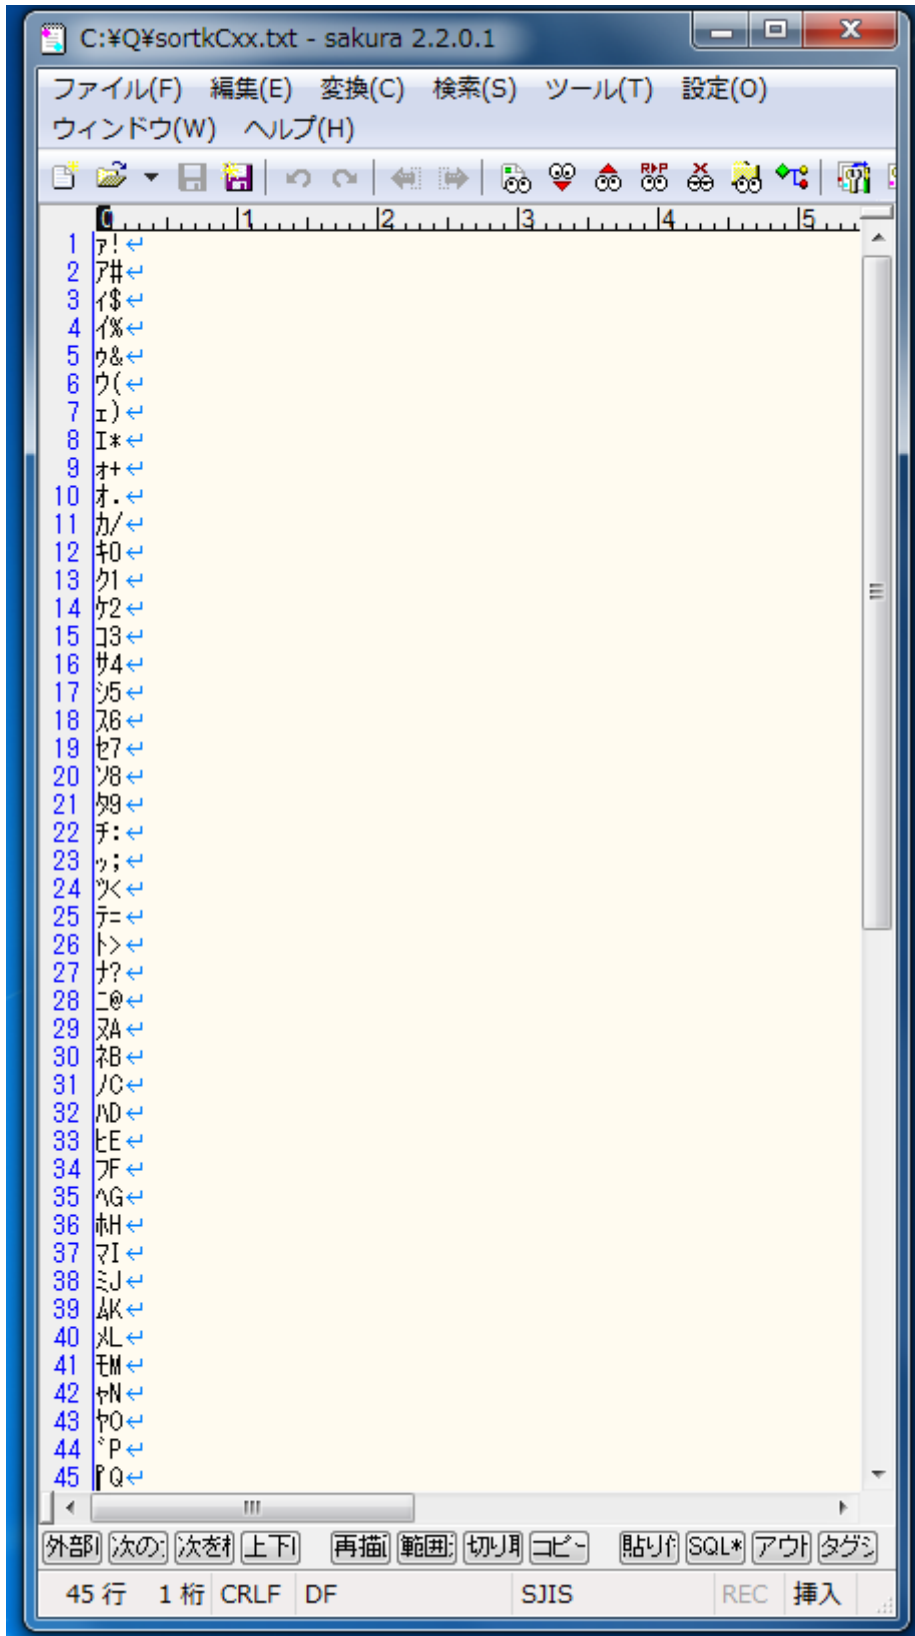 C:¥Q¥sortkCxx.txt - sakura 2.2.0.1
ファイル(F) 編集(E) 変換(C) 検索(S) ツール(T) 設定(O)
ウィンドウ(W) ヘルプ(H)
0 1 2 3 4 5
1 ｧ!
2 ｱ#
3 ｨ$
4 ｲ%
5 ｩ&
6 ｳ(
7 ｪ)
8 ｴ*
9 ｫ+
10 ｵ.
11 ｶ/
12 ｷ0
13 ｸ1
14 ｹ2
15 ｺ3
16 ｻ4
17 ｼ5
18 ｽ6
19 ｾ7
20 ｿ8
21 ﾀ9
22 ﾁ:
23 ｯ;
24 ﾂ<
25 ﾃ=
26 ﾄ>
27 ﾅ?
28 ﾆ@
29 ﾇA
30 ﾈB
31 ﾉC
32 ﾊD
33 ﾋE
34 ﾌF
35 ﾍG
36 ﾎH
37 ﾏI
38 ﾐJ
39 ﾑK
40 ﾒL
41 ﾓM
42 ｬN
43 ﾔO
44 ﾞP
45 ｢Q
外部 次の 次を 上下 再描 範囲 切り コピー 貼り付 SQL* アウト タグジ
45 行 1 桁 CRLF DF SJIS REC 挿入